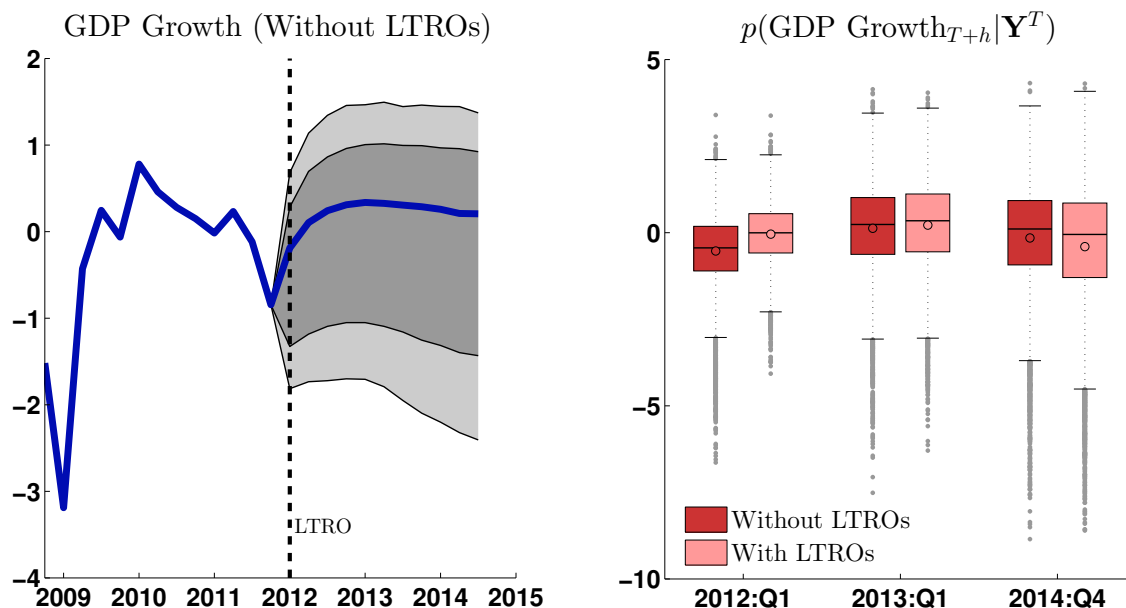 GDP Growth (Without LTROs)
2
1
0
−1
−2
−3
−4
2009 2010 2011 2012 2013 2014 2015
LTRO
p(GDP Growth_{T+h}|Y^T)
5
0
−5
−10
Without LTROs
With LTROs
2012:Q1 2013:Q1 2014:Q4